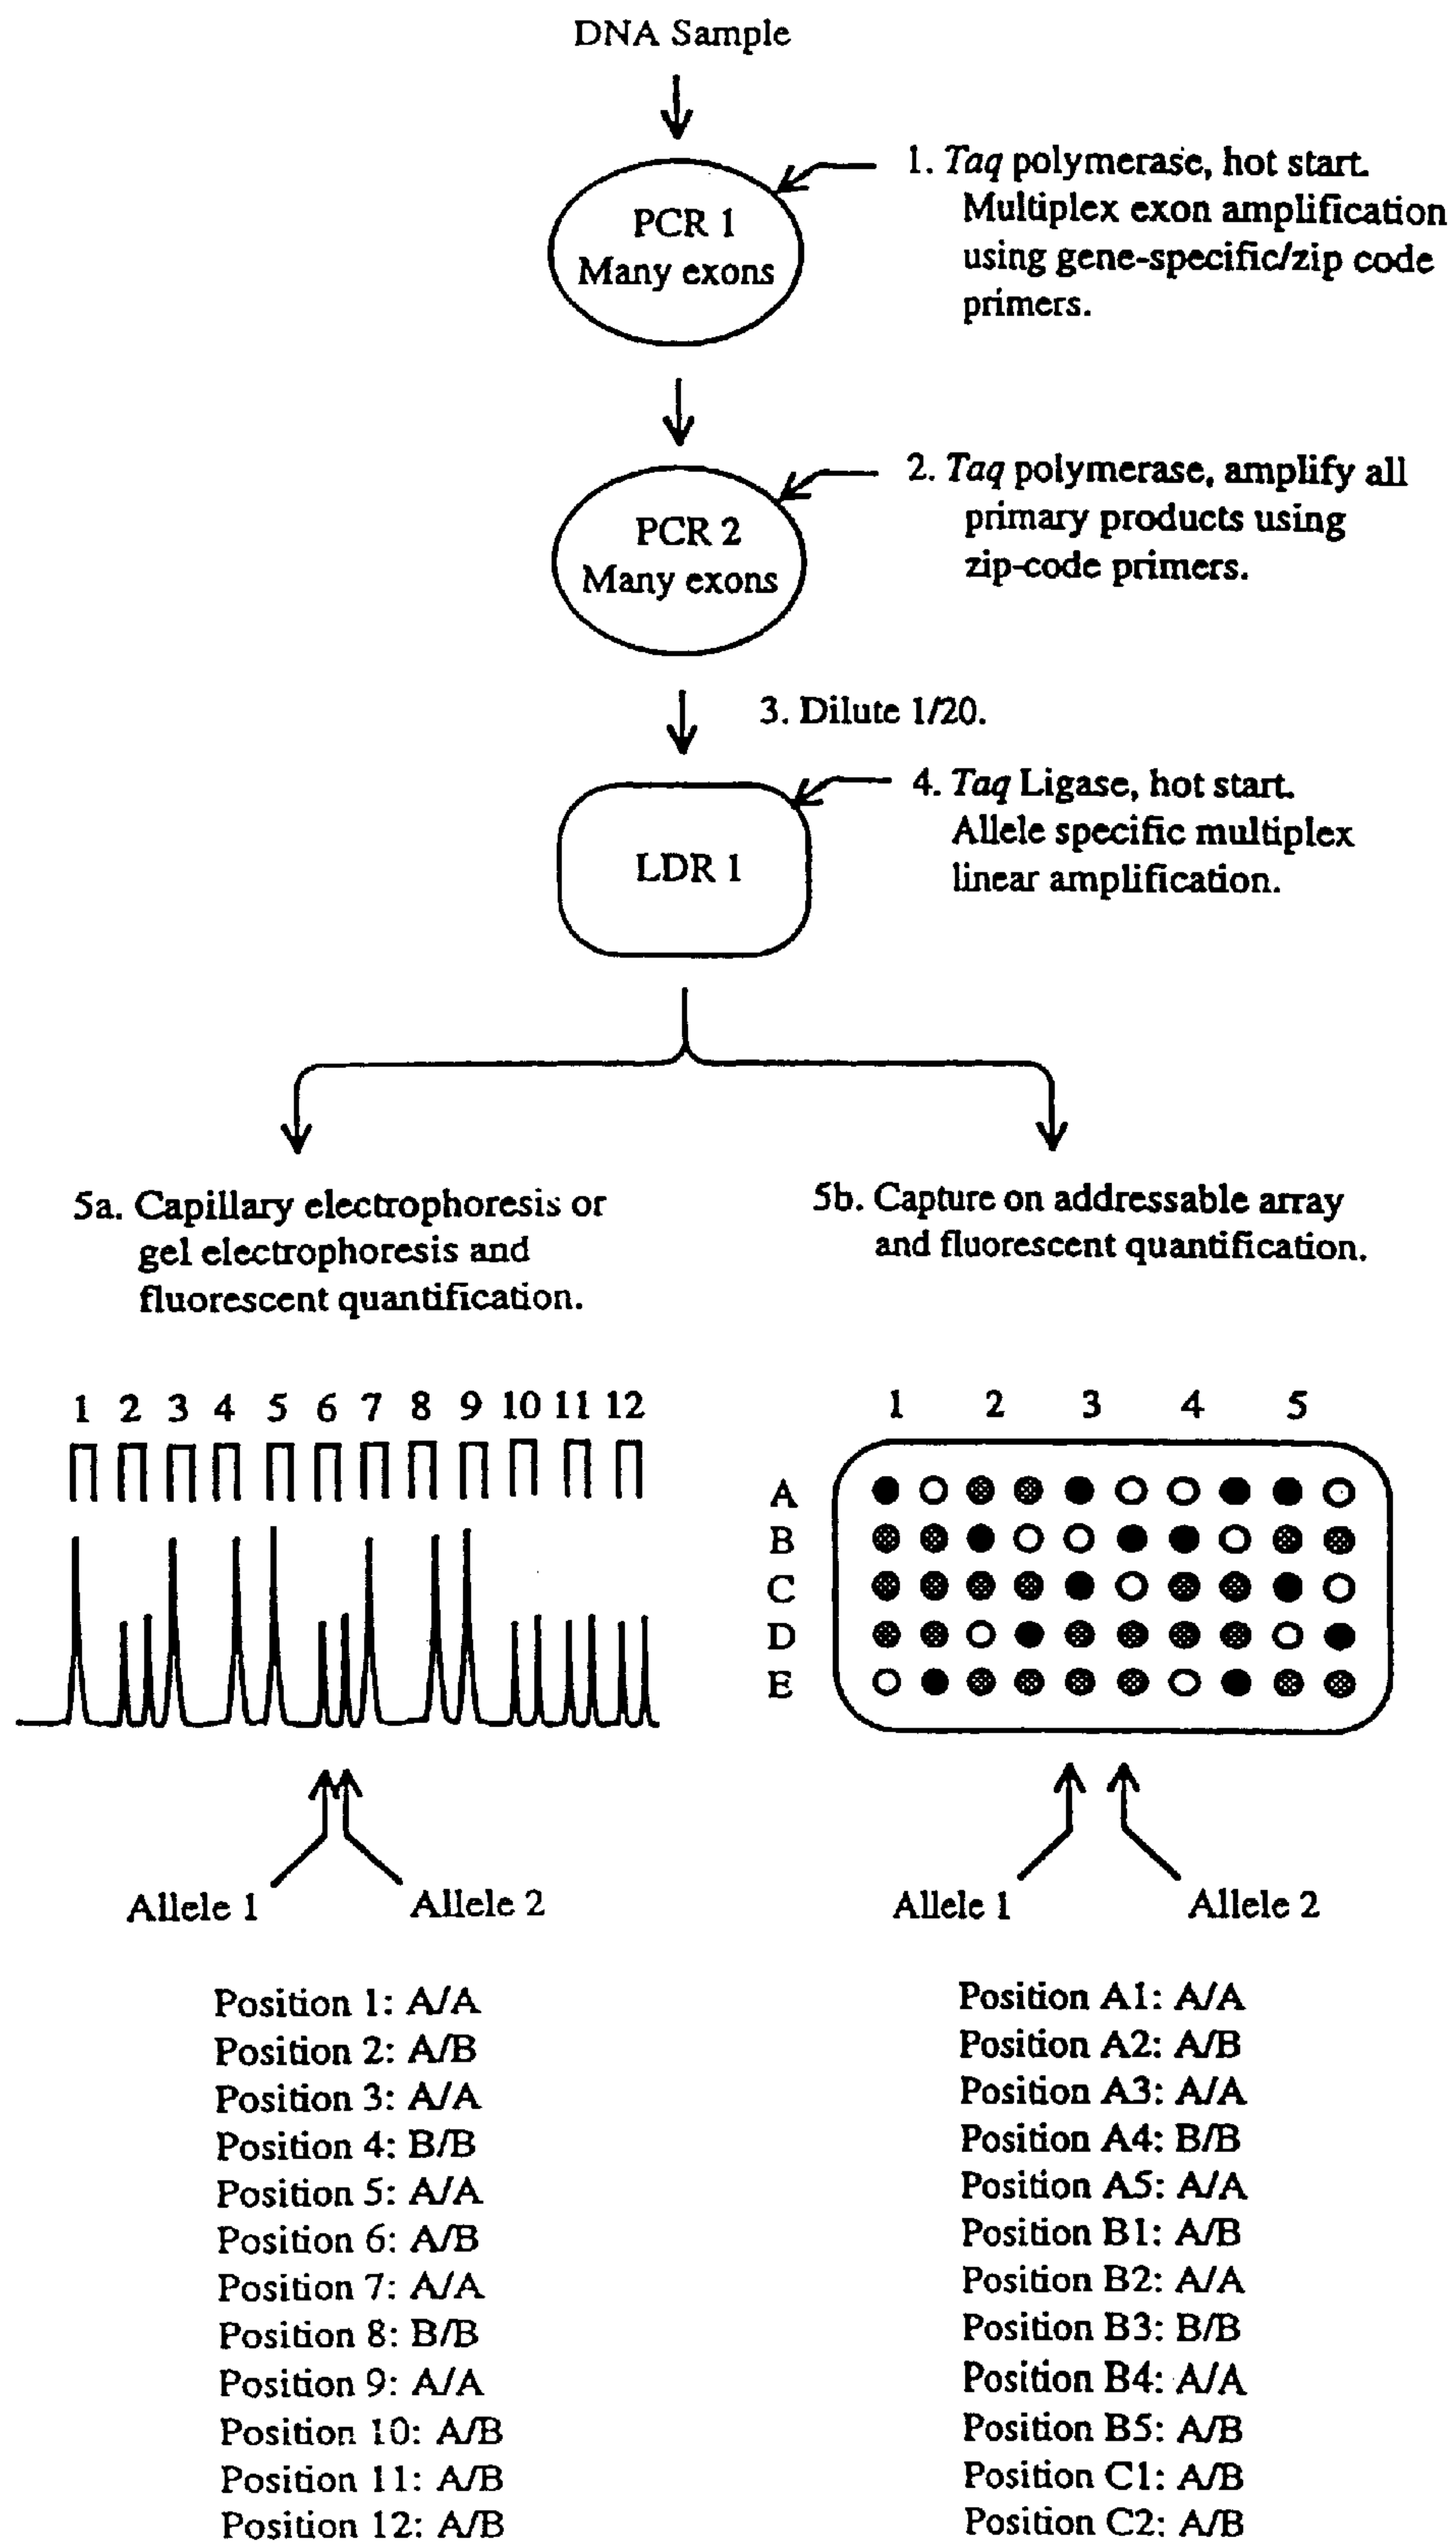 DNA Sample
PCR 1
Many exons
1. Taq polymerase, hot start.
Multiplex exon amplification
using gene-specific/zip code
primers.
PCR 2
Many exons
2. Taq polymerase, amplify all
primary products using
zip-code primers.
3. Dilute 1/20.
LDR 1
4. Taq Ligase, hot start.
Allele specific multiplex
linear amplification.
5a. Capillary electrophoresis or
gel electrophoresis and
fluorescent quantification.
5b. Capture on addressable array
and fluorescent quantification.
1 2 3 4 5 6 7 8 9 10 11 12
1 2 3 4 5
A
B
C
D
E
Allele 1
Allele 2
Allele 1
Allele 2
Position 1: A/A
Position 2: A/B
Position 3: A/A
Position 4: B/B
Position 5: A/A
Position 6: A/B
Position 7: A/A
Position 8: B/B
Position 9: A/A
Position 10: A/B
Position 11: A/B
Position 12: A/B
Position A1: A/A
Position A2: A/B
Position A3: A/A
Position A4: B/B
Position A5: A/A
Position B1: A/B
Position B2: A/A
Position B3: B/B
Position B4: A/A
Position B5: A/B
Position C1: A/B
Position C2: A/B